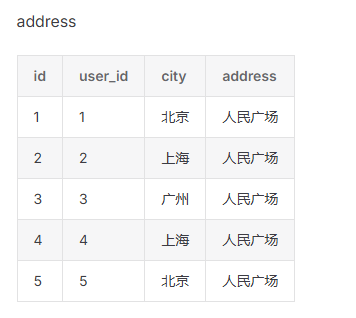 address
id user_id city address
1 1 北京 人民广场
2 2 上海 人民广场
3 3 广州 人民广场
4 4 上海 人民广场
5 5 北京 人民广场